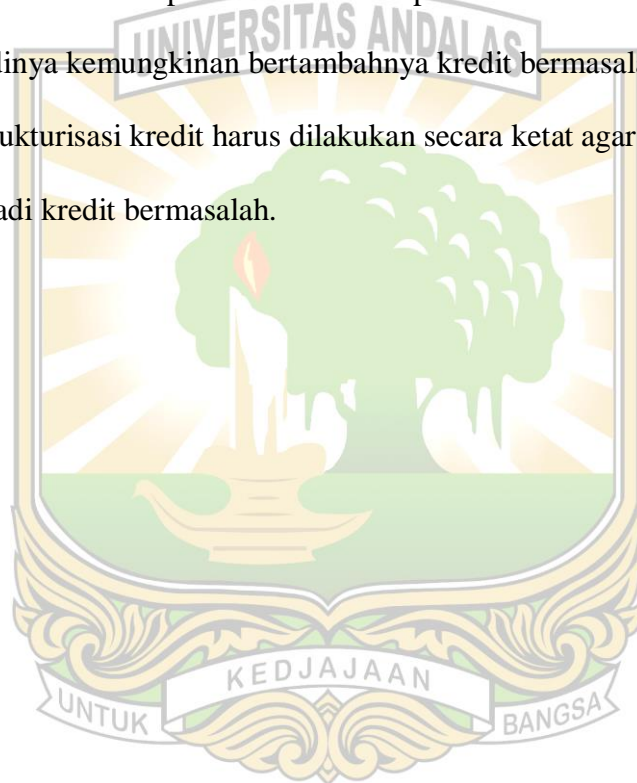 UNIVERSITAS ANDALAS
dinya kemungkinan bertambahnya kredit bermasala
ukturisasi kredit harus dilakukan secara ketat agar
adi kredit bermasalah.
UNTUK KEDJAJAAN BANGSA